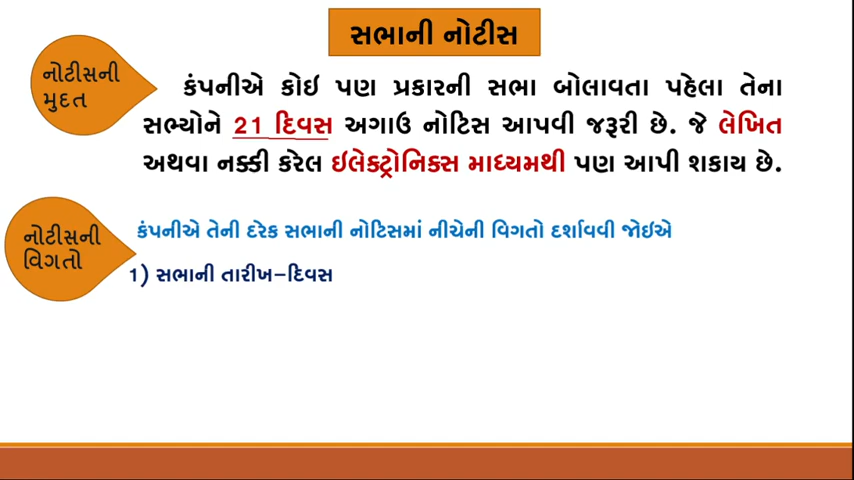 સભાની નોટીસ
નોટીસની
મુદત
કંપનીએ કોઇ પણ પ્રકારની સભા બોલાવતા પહેલા તેના
સભ્યોને 21 દિવસ અગાઉ નોટિસ આપવી જરૂરી છે. જે લેખિત
અથવા નક્કી કરેલ ઇલેક્ટ્રોનિક્સ માધ્યમથી પણ આપી શકાય છે.
નોટીસની
વિગતો
કંપનીએ તેની દરેક સભાની નોટિસમાં નીચેની વિગતો દર્શાવવી જોઇએ
1) સભાની તારીખ-દિવસ